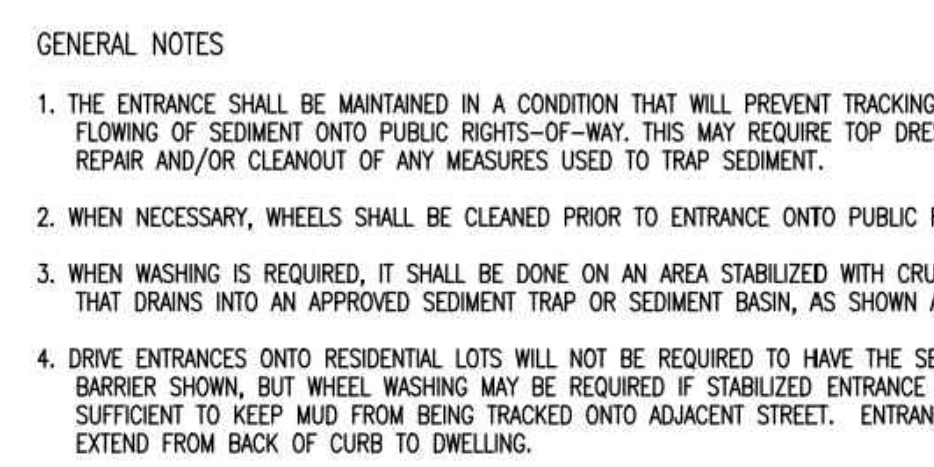 GENERAL NOTES
1. THE ENTRANCE SHALL BE MAINTAINED IN A CONDITION THAT WILL PREVENT TRACKING
FLOWING OF SEDIMENT ONTO PUBLIC RIGHTS-OF-WAY. THIS MAY REQUIRE TOP DRE
REPAIR AND/OR CLEANOUT OF ANY MEASURES USED TO TRAP SEDIMENT.
2. WHEN NECESSARY, WHEELS SHALL BE CLEANED PRIOR TO ENTRANCE ONTO PUBLIC
3. WHEN WASHING IS REQUIRED, IT SHALL BE DONE ON AN AREA STABILIZED WITH CRU
THAT DRAINS INTO AN APPROVED SEDIMENT TRAP OR SEDIMENT BASIN, AS SHOWN A
4. DRIVE ENTRANCES ONTO RESIDENTIAL LOTS WILL NOT BE REQUIRED TO HAVE THE SE
BARRIER SHOWN, BUT WHEEL WASHING MAY BE REQUIRED IF STABILIZED ENTRANCE
SUFFICIENT TO KEEP MUD FROM BEING TRACKED ONTO ADJACENT STREET. ENTRAN
EXTEND FROM BACK OF CURB TO DWELLING.